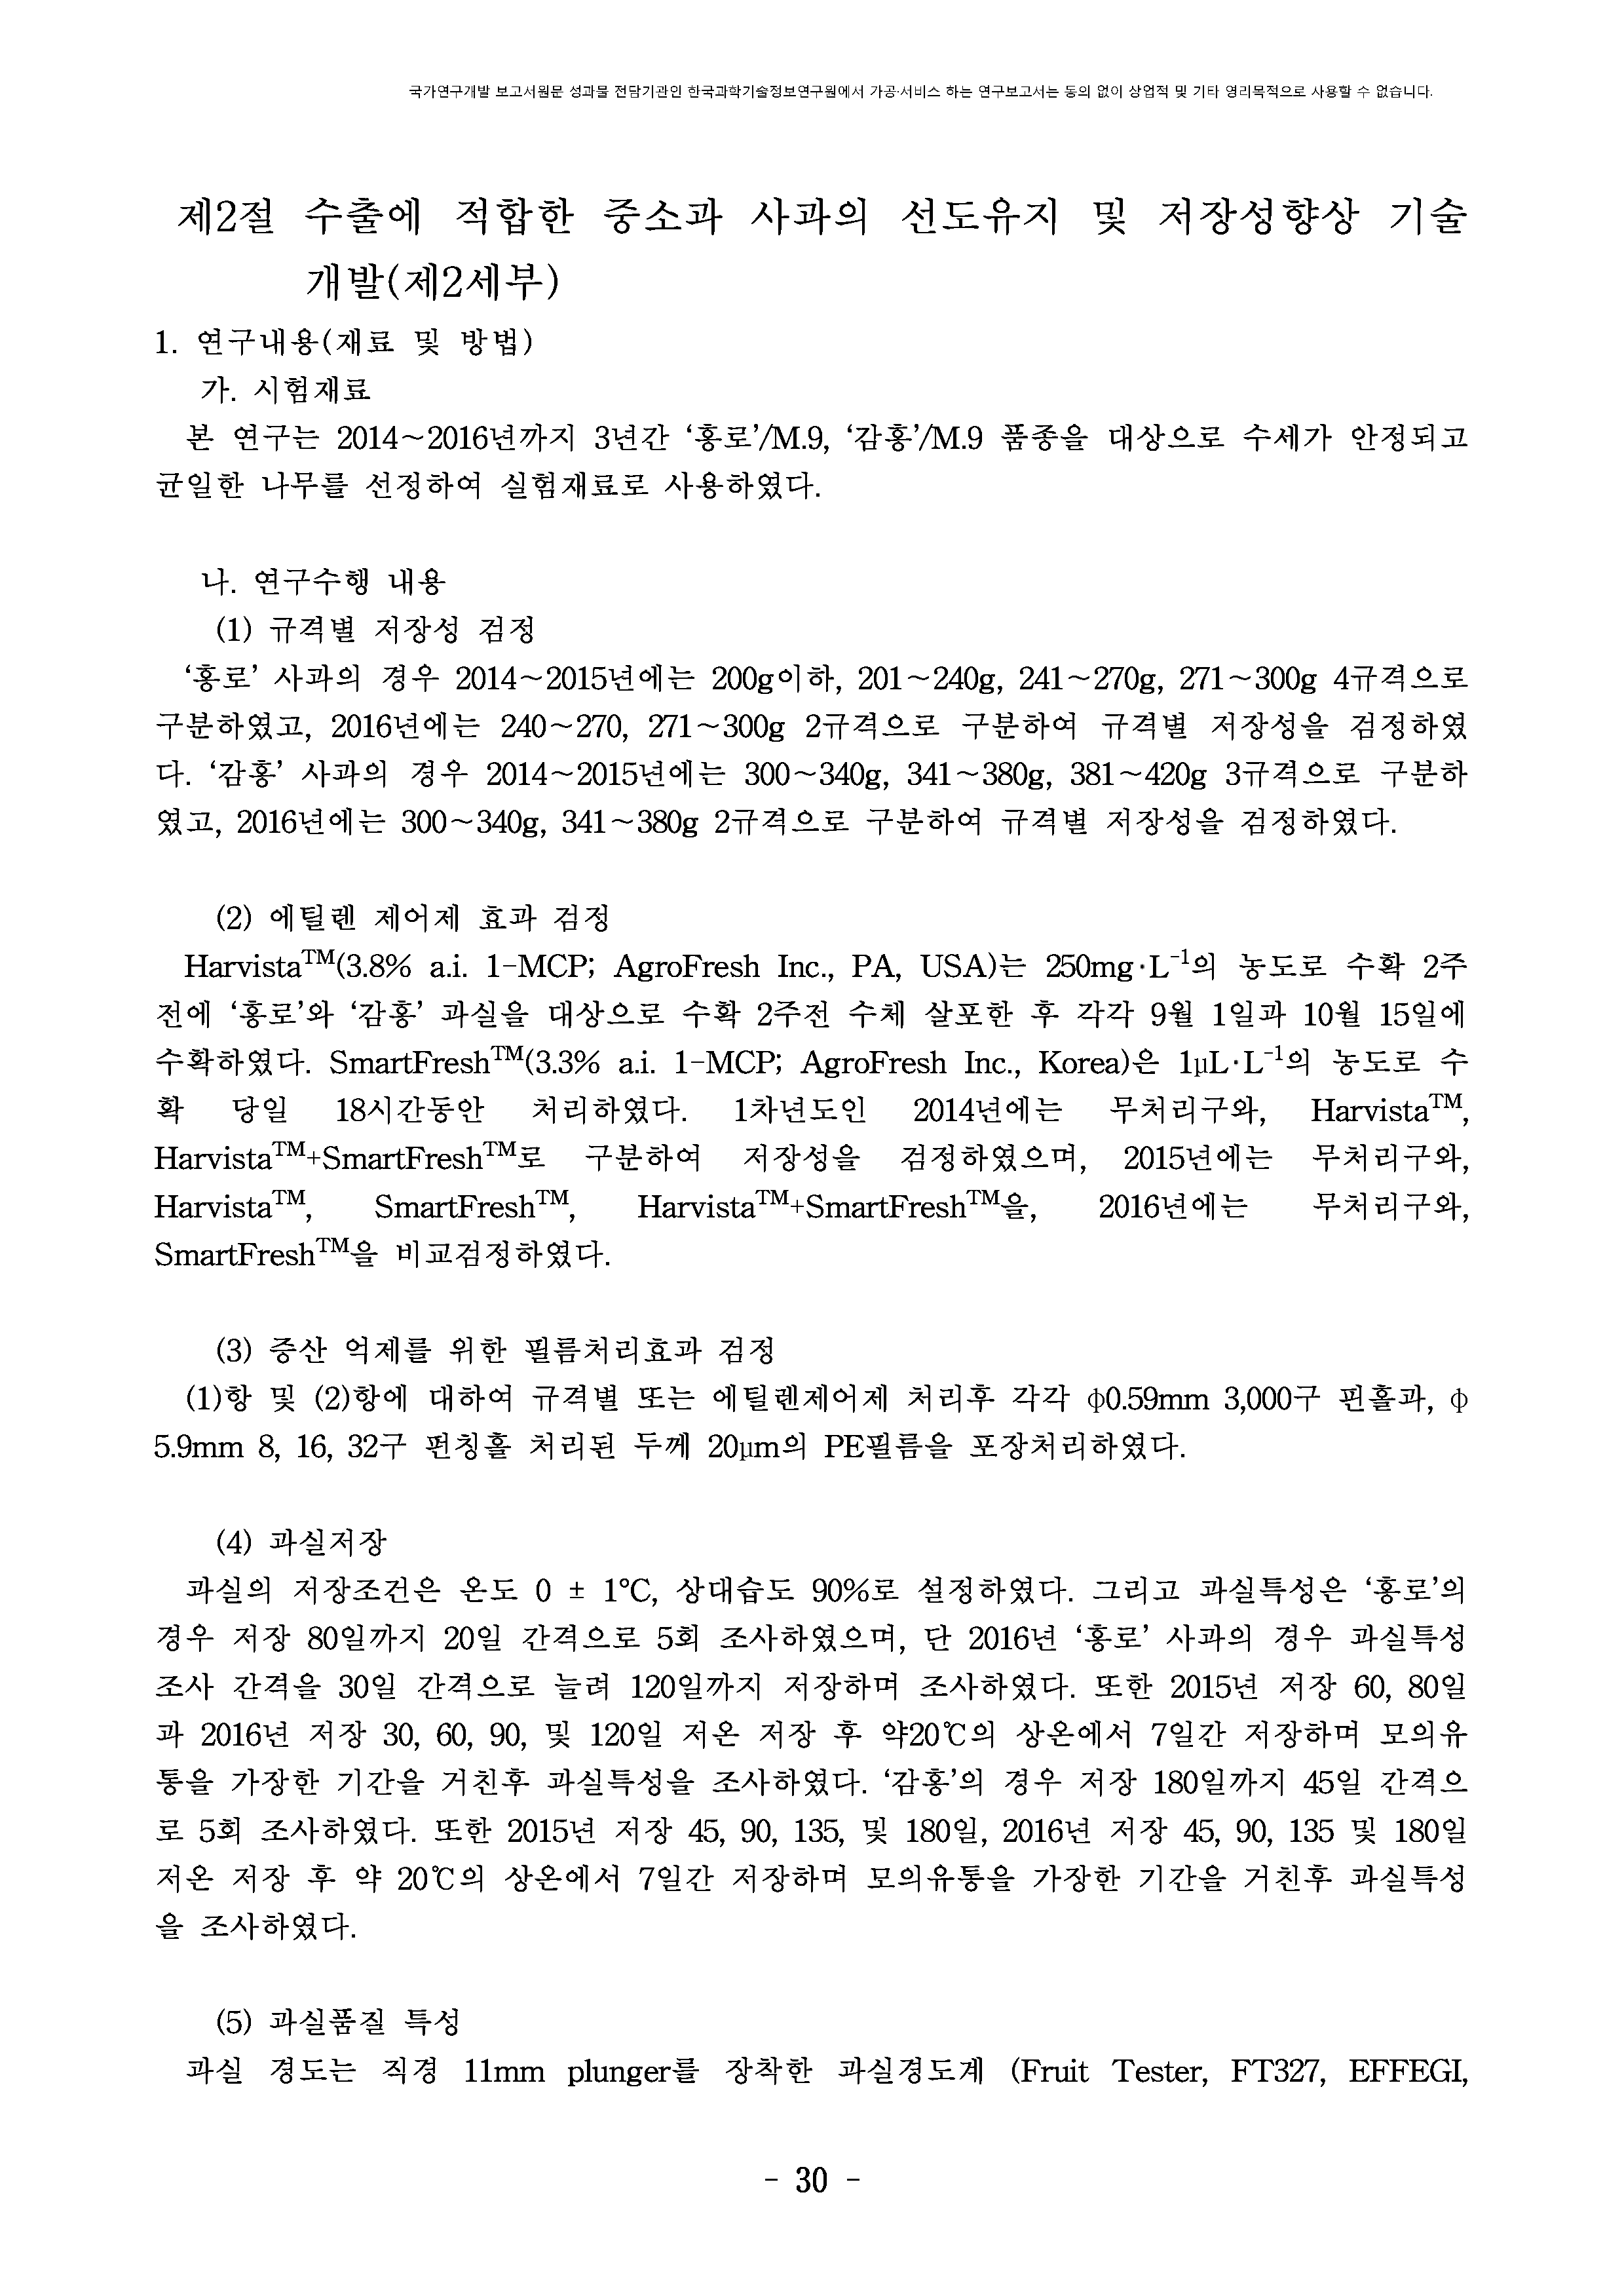 국가연구개발 보고서원문 성과물 전담기관인 한국과학기술정보연구원에서 가공·서비스 하는 연구보고서는 동의 없이 상업적 및 기타 영리목적으로 사용할 수 없습니다.
제2절 수출에 적합한 중소과 사과의 선도유지 및 저장성향상 기술
개발(제2세부)
1. 연구내용(재료 및 방법)
가. 시험재료
본 연구는 2014~2016년까지 3년간 ‘홍로’/M.9, ‘감홍’/M.9 품종을 대상으로 수세가 안정되고
균일한 나무를 선정하여 실험재료로 사용하였다.
나. 연구수행 내용
(1) 규격별 저장성 검정
‘홍로’ 사과의 경우 2014~2015년에는 200g이하, 201~240g, 241~270g, 271~300g 4규격으로
구분하였고, 2016년에는 240~270, 271~300g 2규격으로 구분하여 규격별 저장성을 검정하였
다. ‘감홍’ 사과의 경우 2014~2015년에는 300~340g, 341~380g, 381~420g 3규격으로 구분하
였고, 2016년에는 300~340g, 341~380g 2규격으로 구분하여 규격별 저장성을 검정하였다.
(2) 에틸렌 제어제 효과 검정
Harvista™(3.8% a.i. 1-MCP; AgroFresh Inc., PA, USA)는 250mg·L⁻¹의 농도로 수확 2주
전에 ‘홍로’와 ‘감홍’ 과실을 대상으로 수확 2주전 수체 살포한 후 각각 9월 1일과 10월 15일에
수확하였다. SmartFresh™(3.3% a.i. 1-MCP; AgroFresh Inc., Korea)은 1μL·L⁻¹의 농도로 수
확 당일 18시간동안 처리하였다. 1차년도인 2014년에는 무처리구와, Harvista™,
Harvista™+SmartFresh™로 구분하여 저장성을 검정하였으며, 2015년에는 무처리구와,
Harvista™, SmartFresh™, Harvista™+SmartFresh™을, 2016년에는 무처리구와,
SmartFresh™을 비교검정하였다.
(3) 증산 억제를 위한 필름처리효과 검정
(1)항 및 (2)항에 대하여 규격별 또는 에틸렌제어제 처리후 각각 φ0.59mm 3,000구 핀홀과, φ
5.9mm 8, 16, 32구 펀칭홀 처리된 두께 20μm의 PE필름을 포장처리하였다.
(4) 과실저장
과실의 저장조건은 온도 0 ± 1℃, 상대습도 90%로 설정하였다. 그리고 과실특성은 ‘홍로’의
경우 저장 80일까지 20일 간격으로 5회 조사하였으며, 단 2016년 ‘홍로’ 사과의 경우 과실특성
조사 간격을 30일 간격으로 늘려 120일까지 저장하며 조사하였다. 또한 2015년 저장 60, 80일
과 2016년 저장 30, 60, 90, 및 120일 저온 저장 후 약20℃의 상온에서 7일간 저장하며 모의유
통을 가장한 기간을 거친후 과실특성을 조사하였다. ‘감홍’의 경우 저장 180일까지 45일 간격으
로 5회 조사하였다. 또한 2015년 저장 45, 90, 135, 및 180일, 2016년 저장 45, 90, 135 및 180일
저온 저장 후 약 20℃의 상온에서 7일간 저장하며 모의유통을 가장한 기간을 거친후 과실특성
을 조사하였다.
(5) 과실품질 특성
과실 경도는 직경 11mm plunger를 장착한 과실경도계 (Fruit Tester, FT327, EFFEGI,
- 30 -